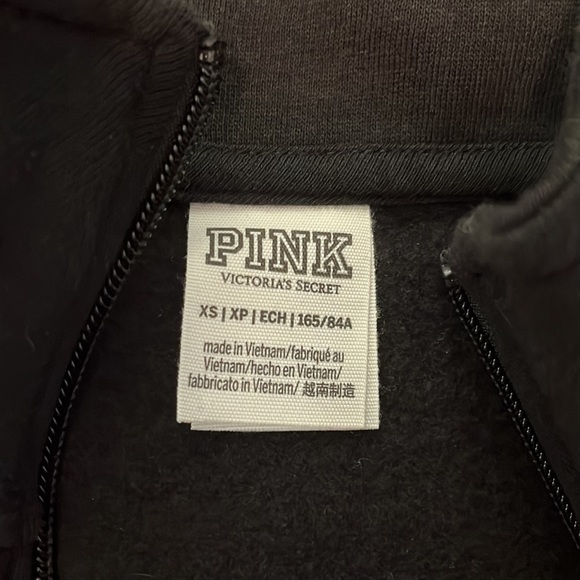 PINK
VICTORIA'S SECRET
XS | XP | ECH | 165/84A
made in Vietnam/fabriqué au
Vietnam/hecho en Vietnam/
fabbricato in Vietnam/ 越南制造